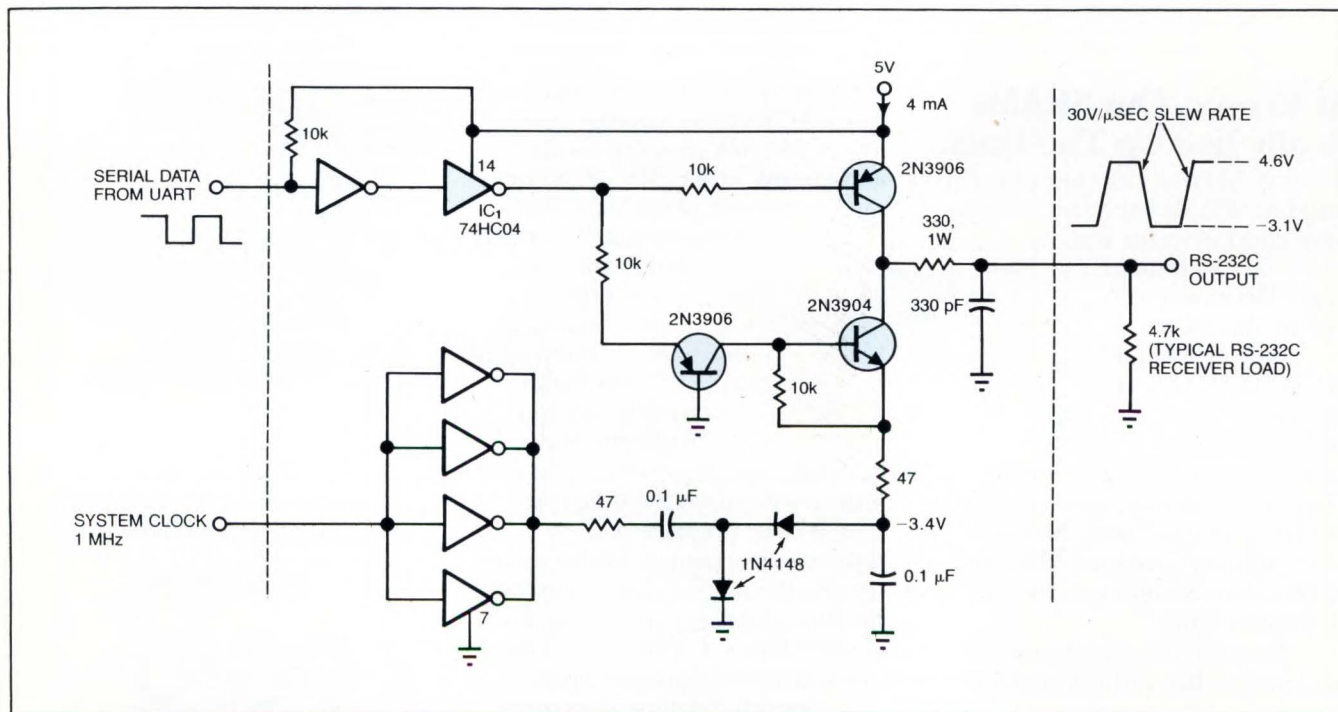 5V
4 mA
10k
14
SERIAL DATA
FROM UART
IC₁
74HC04
10k
2N3906
30V/μSEC SLEW RATE
4.6V
−3.1V
330,
1W
RS-232C
OUTPUT
10k
2N3906
2N3904
330 pF
4.7k
(TYPICAL RS-232C
RECEIVER LOAD)
10k
47
SYSTEM CLOCK
1 MHz
47
0.1 μF
−3.4V
1N4148
0.1 μF
7